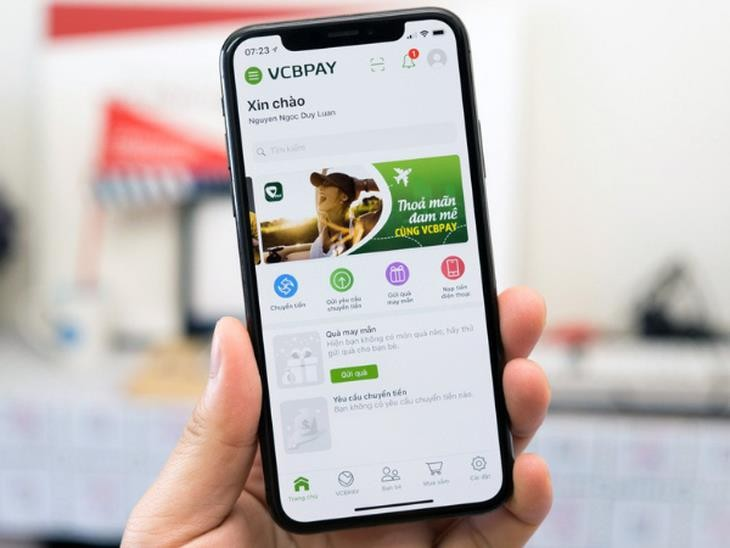 07:23
VCBPAY
1
Xin chào
Nguyen Ngoc Duy Luan
Tìm kiếm
Thoả mãn
đam mê
CÙNG VCBPAY
Chuyển tiền
Gửi yêu cầu
chuyển tiền
Gửi quà
may mắn
Nạp tiền
điện thoại
Quà may mắn
Hiện bạn không có món quà nào, hãy thử
gửi quà cho bạn bè.
Gửi quà
Yêu cầu chuyển tiền
Bạn không có yêu cầu chuyển tiền nào.
Trang chủ
VCBPAY
Bạn bè
Mua sắm
Cài đặt